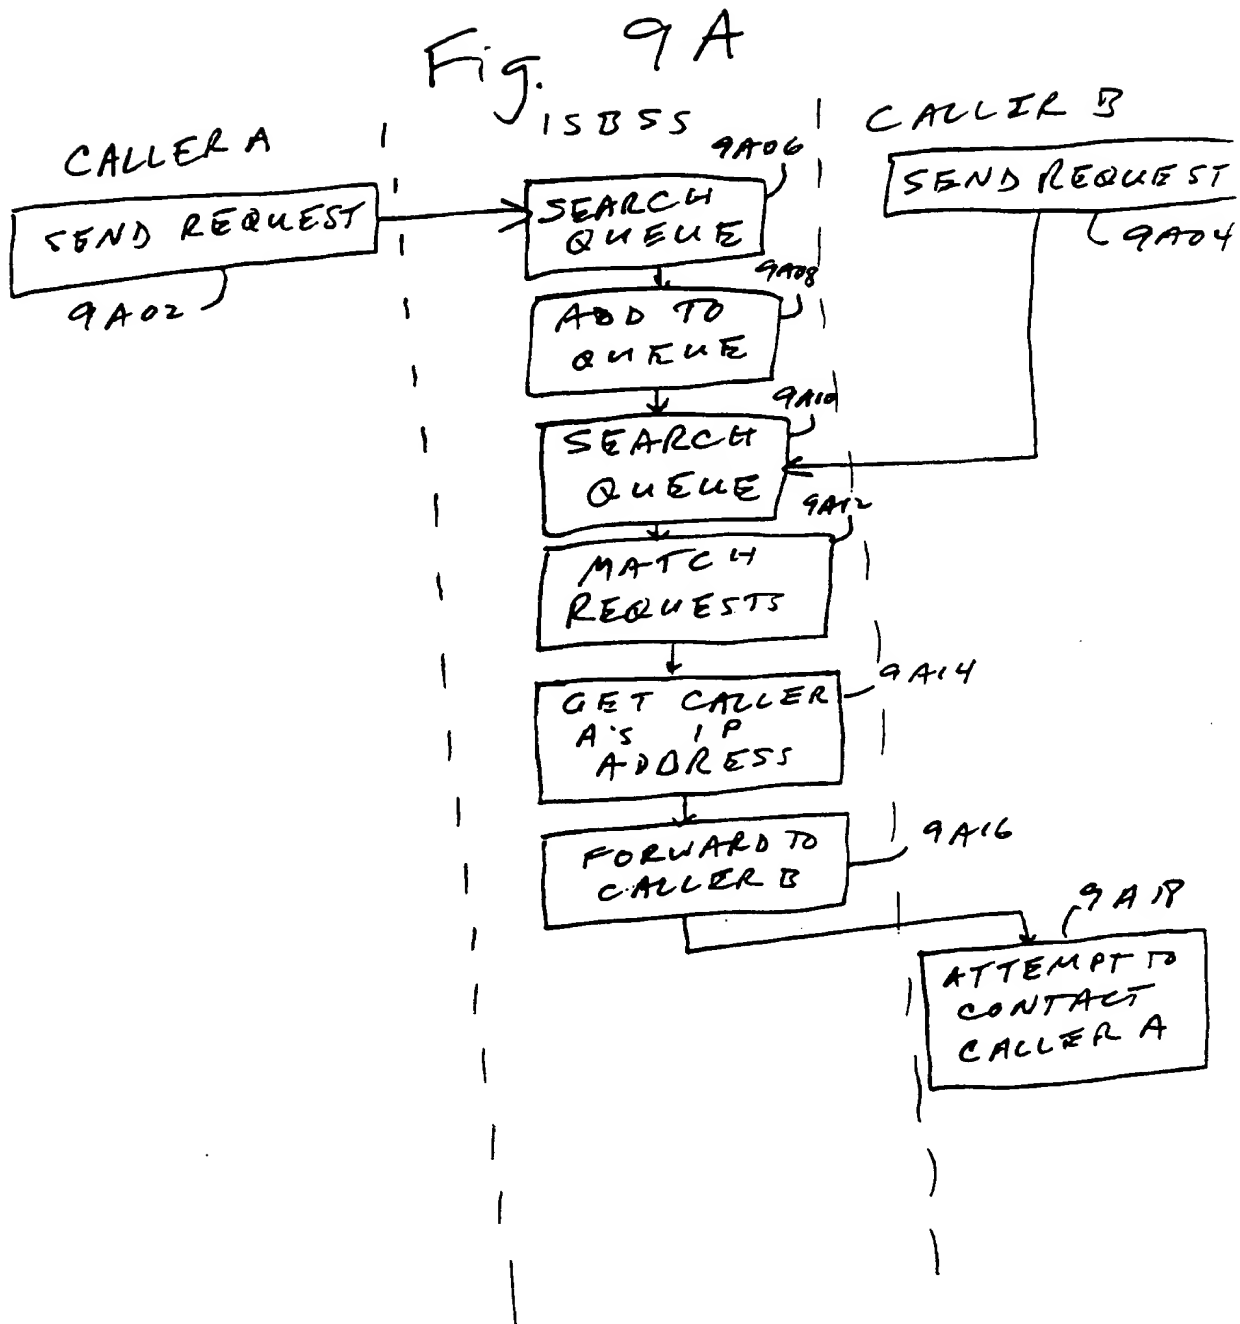 Fig. 9A
CALLER A
ISBSS
CALLER B
9A06
SEND REQUEST
9A02
SEARCH
QUEUE
SEND REQUEST
9A04
9A08
ADD TO
QUEUE
9A10
SEARCH
QUEUE
9A12
MATCH
REQUESTS
9A14
GET CALLER
A's IP
ADDRESS
9A16
FORWARD TO
CALLER B
9A18
ATTEMPT TO
CONTACT
CALLER A